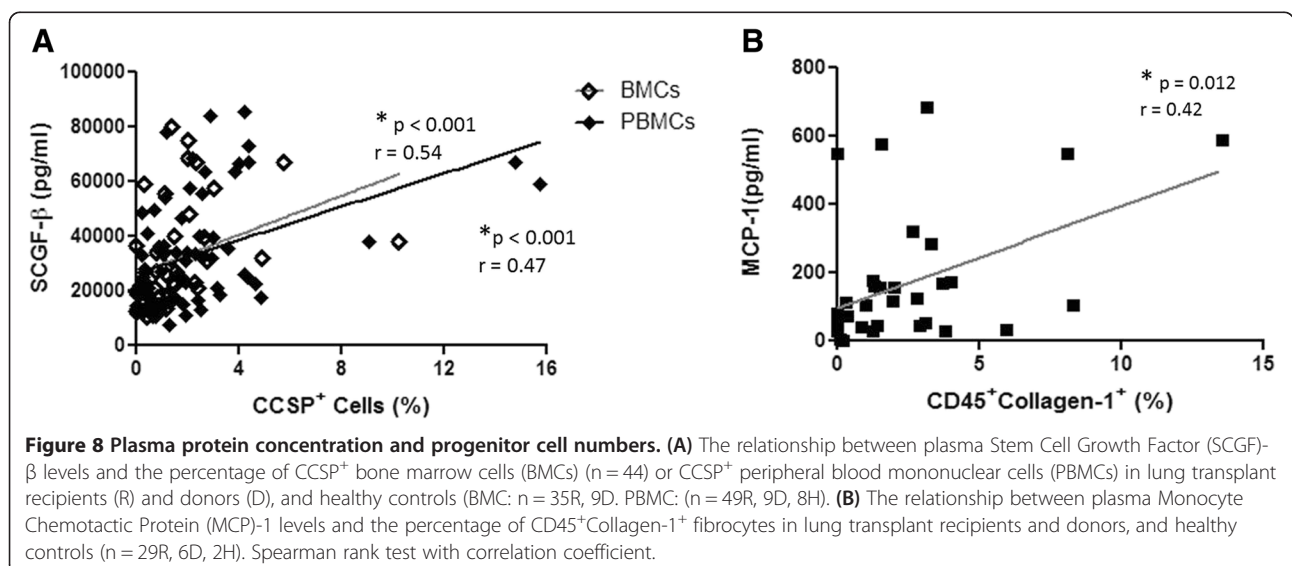 A
SCGF-β (pg/ml)
100000
80000
60000
40000
20000
0
0 4 8 12 16
CCSP+ Cells (%)
* p < 0.001
r = 0.54
*p < 0.001
r = 0.47
BMCs
PBMCs
B
MCP-1(pg/ml)
800
600
400
200
0
0 5 10 15
CD45+Collagen-1+ (%)
* p = 0.012
r = 0.42
Figure 8 Plasma protein concentration and progenitor cell numbers. (A) The relationship between plasma Stem Cell Growth Factor (SCGF)-
β levels and the percentage of CCSP+ bone marrow cells (BMCs) (n = 44) or CCSP+ peripheral blood mononuclear cells (PBMCs) in lung transplant
recipients (R) and donors (D), and healthy controls (BMC: n = 35R, 9D. PBMC: (n = 49R, 9D, 8H). (B) The relationship between plasma Monocyte
Chemotactic Protein (MCP)-1 levels and the percentage of CD45+Collagen-1+ fibrocytes in lung transplant recipients and donors, and healthy
controls (n = 29R, 6D, 2H). Spearman rank test with correlation coefficient.